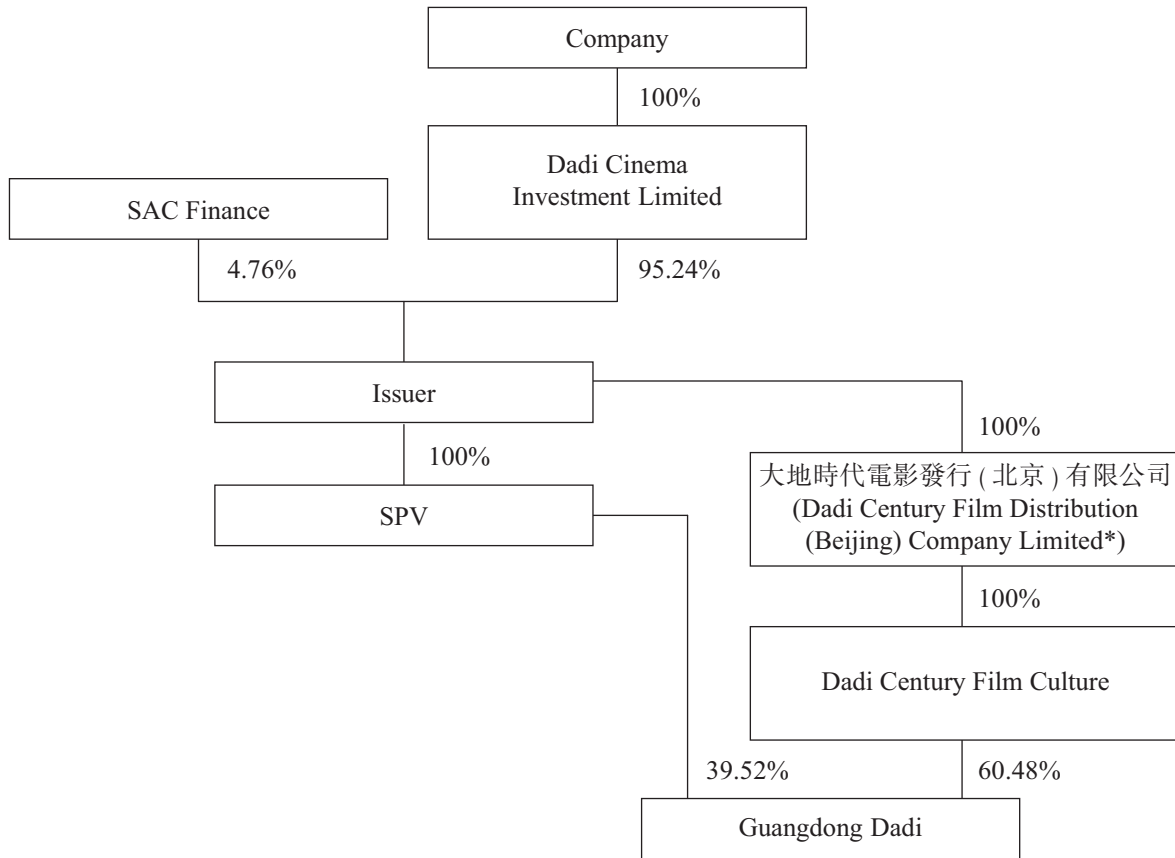 Company
100%
Dadi Cinema
Investment Limited
SAC Finance
4.76%
95.24%
Issuer
100%
100%
SPV
大地時代電影發行 ( 北京 ) 有限公司
(Dadi Century Film Distribution
(Beijing) Company Limited*)
100%
Dadi Century Film Culture
39.52%
60.48%
Guangdong Dadi